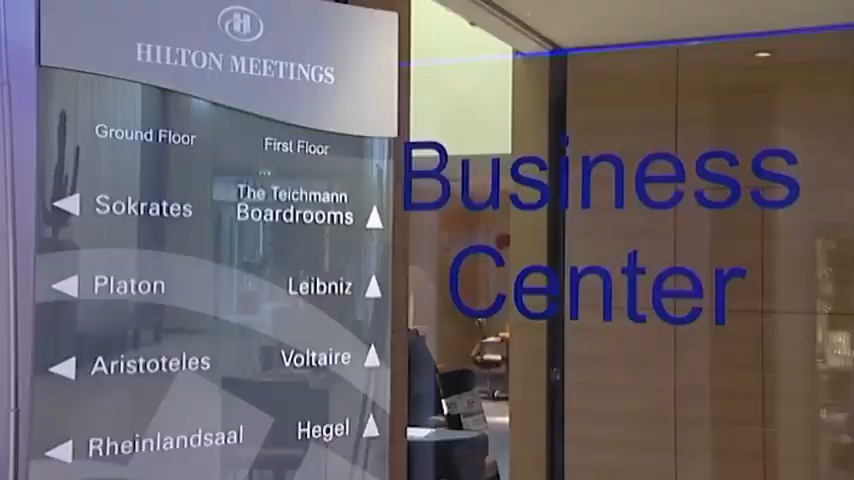 H
HILTON MEETINGS
Ground Floor
Sokrates
Platon
Aristoteles
Rheinlandsaal
First Floor
The Teichmann
Boardrooms
Leibniz
Voltaire
Hegel
Business
Center